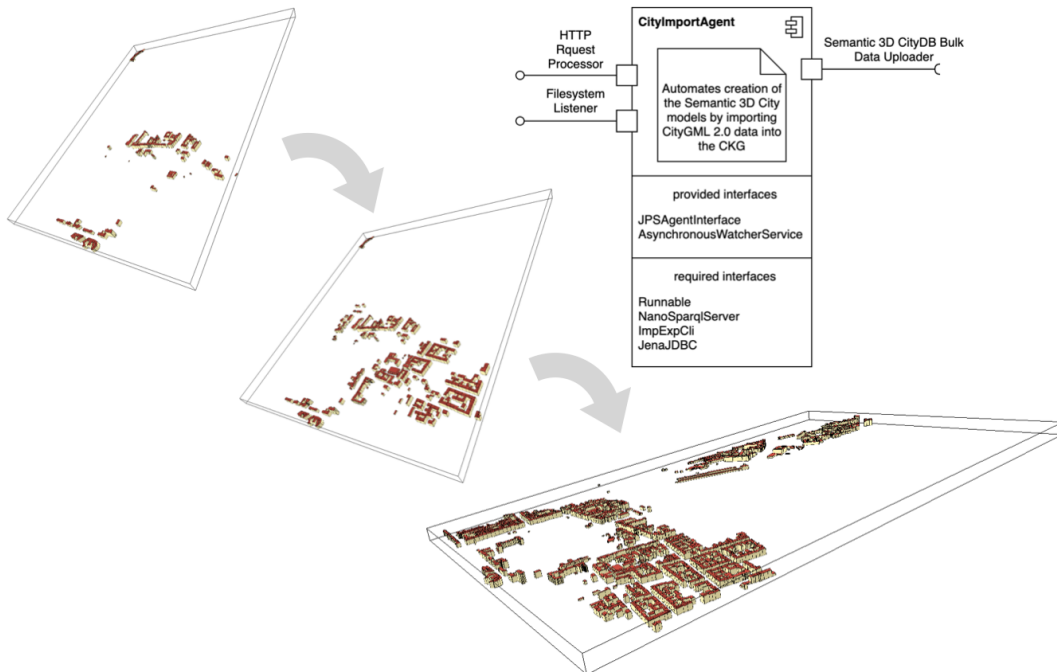 CityImportAgent
HTTP
Rquest
Processor
Filesystem
Listener
Semantic 3D CityDB Bulk
Data Uploader
Automates creation of
the Semantic 3D City
models by importing
CityGML 2.0 data into
the CKG
provided interfaces
JPSAgentInterface
AsynchronousWatcherService
required interfaces
Runnable
NanoSparqlServer
ImpExpCli
JenaJDBC